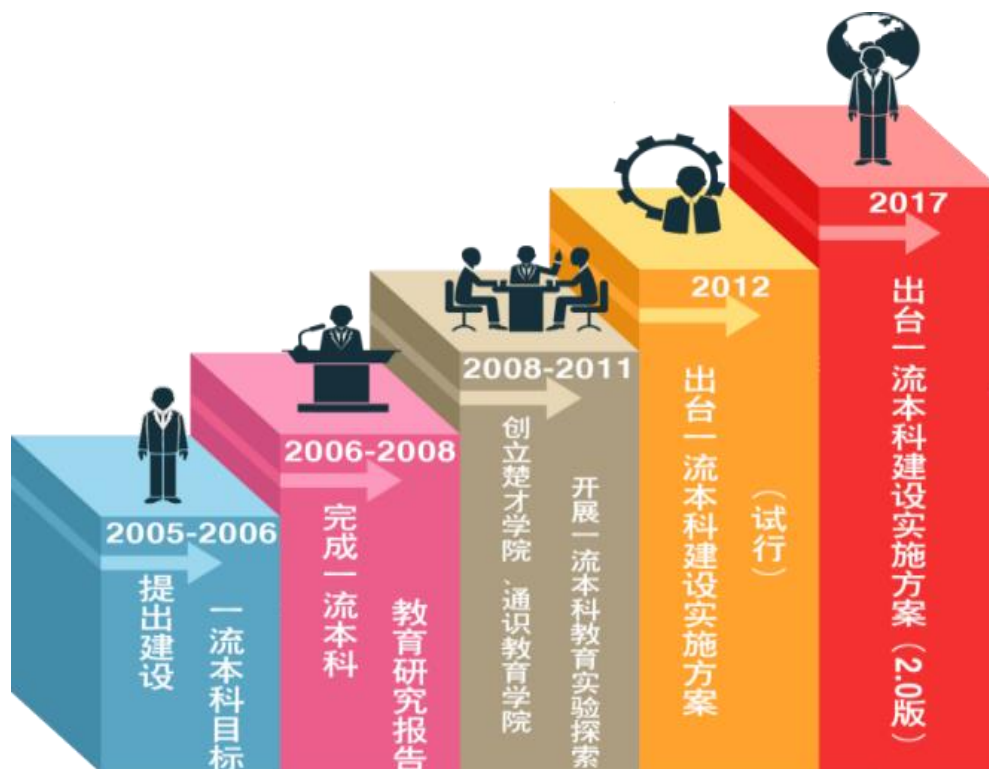 2005-2006
提出建设
一流本科目标
2006-2008
完成一流本科
教育研究报告
2008-2011
创立楚才学院、通识教育学院
开展一流本科教育实验探索
2012
出台一流本科建设实施方案
（试行）
2017
出台一流本科建设实施方案（2.0版）